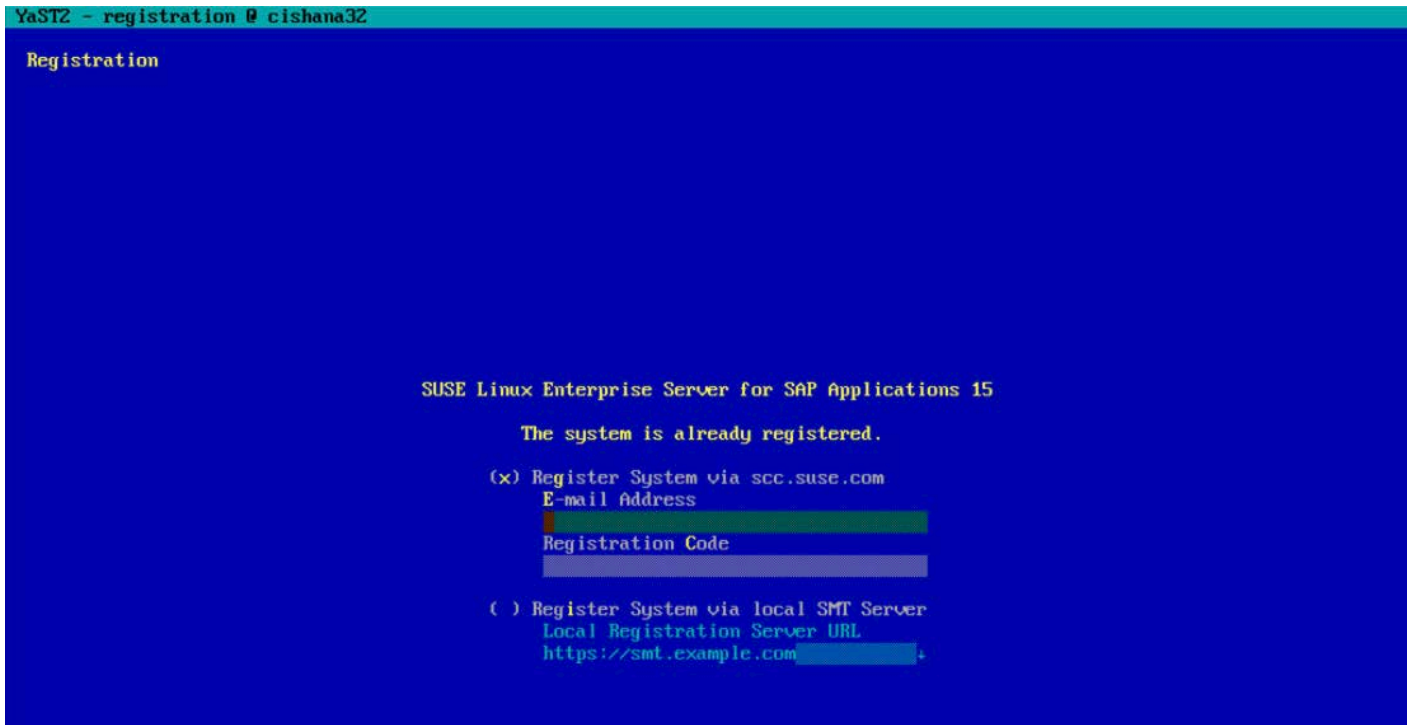 YaST2 - registration @ cishana32
Registration
SUSE Linux Enterprise Server for SAP Applications 15
The system is already registered.
(x) Register System via scc.suse.com
E-mail Address
Registration Code
( ) Register System via local SMT Server
Local Registration Server URL
https://smt.example.com